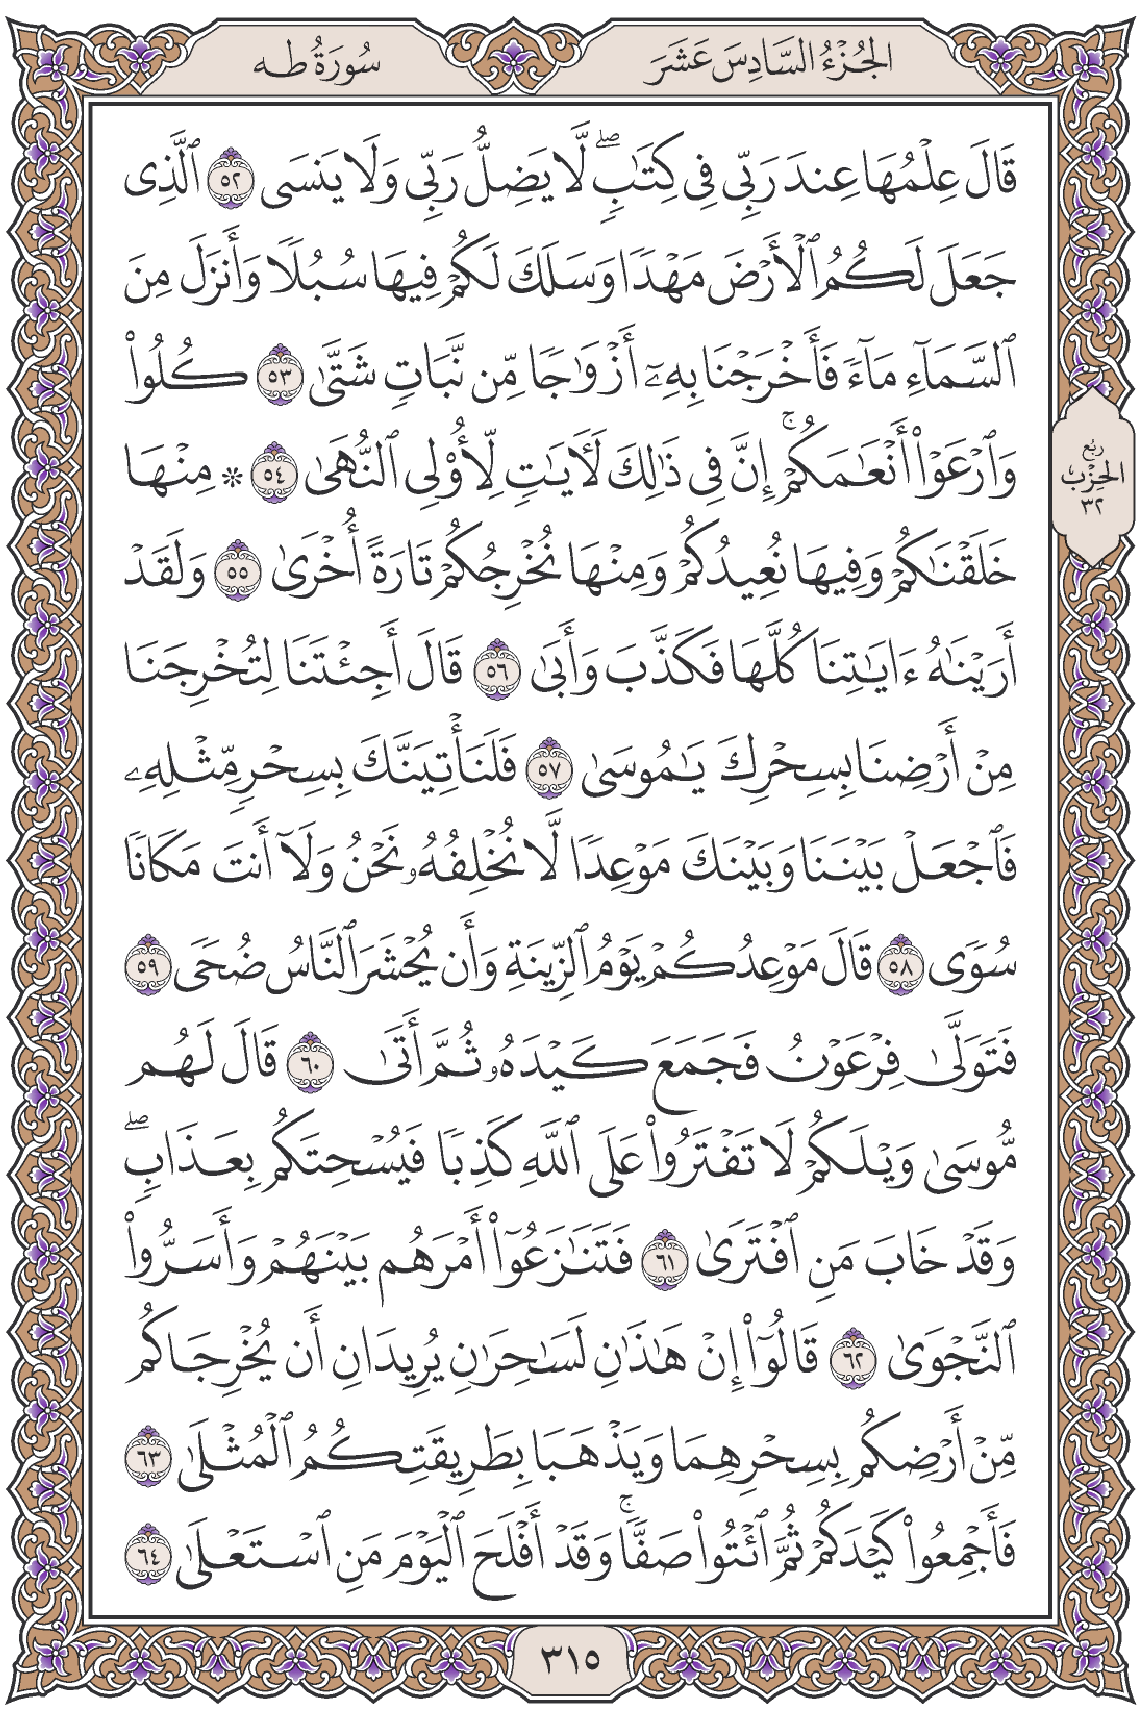 الجُزْءُ السَّادِسَ عَشَرَ
سُورَةُ طه
قَالَ عِلْمُهَا عِندَ رَبِّي فِي كِتَٰبٍۖ لَّا يَضِلُّ رَبِّي وَلَا يَنسَى ٥٢ ٱلَّذِي
جَعَلَ لَكُمُ ٱلْأَرْضَ مَهْدًا وَسَلَكَ لَكُمْ فِيهَا سُبُلًا وَأَنزَلَ مِنَ
ٱلسَّمَآءِ مَآءً فَأَخْرَجْنَا بِهِۦٓ أَزْوَٰجًا مِّن نَّبَاتٍ شَتَّىٰ ٥٣ كُلُوا۟
وَٱرْعَوْا۟ أَنْعَٰمَكُمْۚ إِنَّ فِي ذَٰلِكَ لَءَايَٰتٍ لِّأُو۟لِي ٱلنُّهَىٰ ٥٤ ۞ مِنْهَا
خَلَقْنَٰكُمْ وَفِيهَا نُعِيدُكُمْ وَمِنْهَا نُخْرِجُكُمْ تَارَةً أُخْرَىٰ ٥٥ وَلَقَدْ
أَرَيْنَٰهُ ءَايَٰتِنَا كُلَّهَا فَكَذَّبَ وَأَبَىٰ ٥٦ قَالَ أَجِئْتَنَا لِتُخْرِجَنَا
مِنْ أَرْضِنَا بِسِحْرِكَ يَٰمُوسَىٰ ٥٧ فَلَنَأْتِيَنَّكَ بِسِحْرٍ مِّثْلِهِۦ
فَٱجْعَلْ بَيْنَنَا وَبَيْنَكَ مَوْعِدًا لَّا نُخْلِفُهُۥ نَحْنُ وَلَآ أَنتَ مَكَانًا
سُوًى ٥٨ قَالَ مَوْعِدُكُمْ يَوْمُ ٱلزِّينَةِ وَأَن يُحْشَرَ ٱلنَّاسُ ضُحًى ٥٩
فَتَوَلَّىٰ فِرْعَوْنُ فَجَمَعَ كَيْدَهُۥ ثُمَّ أَتَىٰ ٦٠ قَالَ لَهُم
مُّوسَىٰ وَيْلَكُمْ لَا تَفْتَرُوا۟ عَلَى ٱللَّهِ كَذِبًا فَيُسْحِتَكُم بِعَذَابٍۖ
وَقَدْ خَابَ مَنِ ٱفْتَرَىٰ ٦١ فَتَنَٰزَعُوٓا۟ أَمْرَهُم بَيْنَهُمْ وَأَسَرُّوا۟
ٱلنَّجْوَىٰ ٦٢ قَالُوٓا۟ إِنْ هَٰذَٰنِ لَسَٰحِرَٰنِ يُرِيدَانِ أَن يُخْرِجَاكُم
مِّنْ أَرْضِكُم بِسِحْرِهِمَا وَيَذْهَبَا بِطَرِيقَتِكُمُ ٱلْمُثْلَىٰ ٦٣
فَأَجْمِعُوا۟ كَيْدَكُمْ ثُمَّ ٱئْتُوا۟ صَفًّاۚ وَقَدْ أَفْلَحَ ٱلْيَوْمَ مَنِ ٱسْتَعْلَىٰ ٦٤
رُبْعُ
الحِزْبِ
٣٢
٣١٥